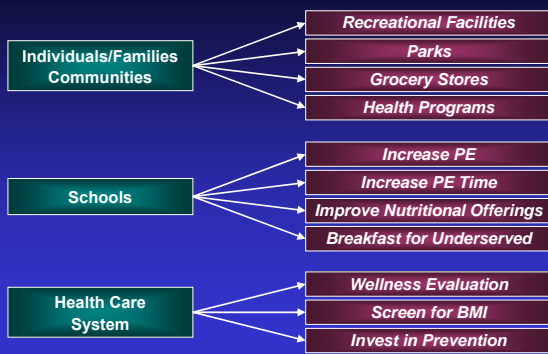 Individuals/Families
Communities
Recreational Facilities
Parks
Grocery Stores
Health Programs
Schools
Increase PE
Increase PE Time
Improve Nutritional Offerings
Breakfast for Underserved
Health Care
System
Wellness Evaluation
Screen for BMI
Invest in Prevention